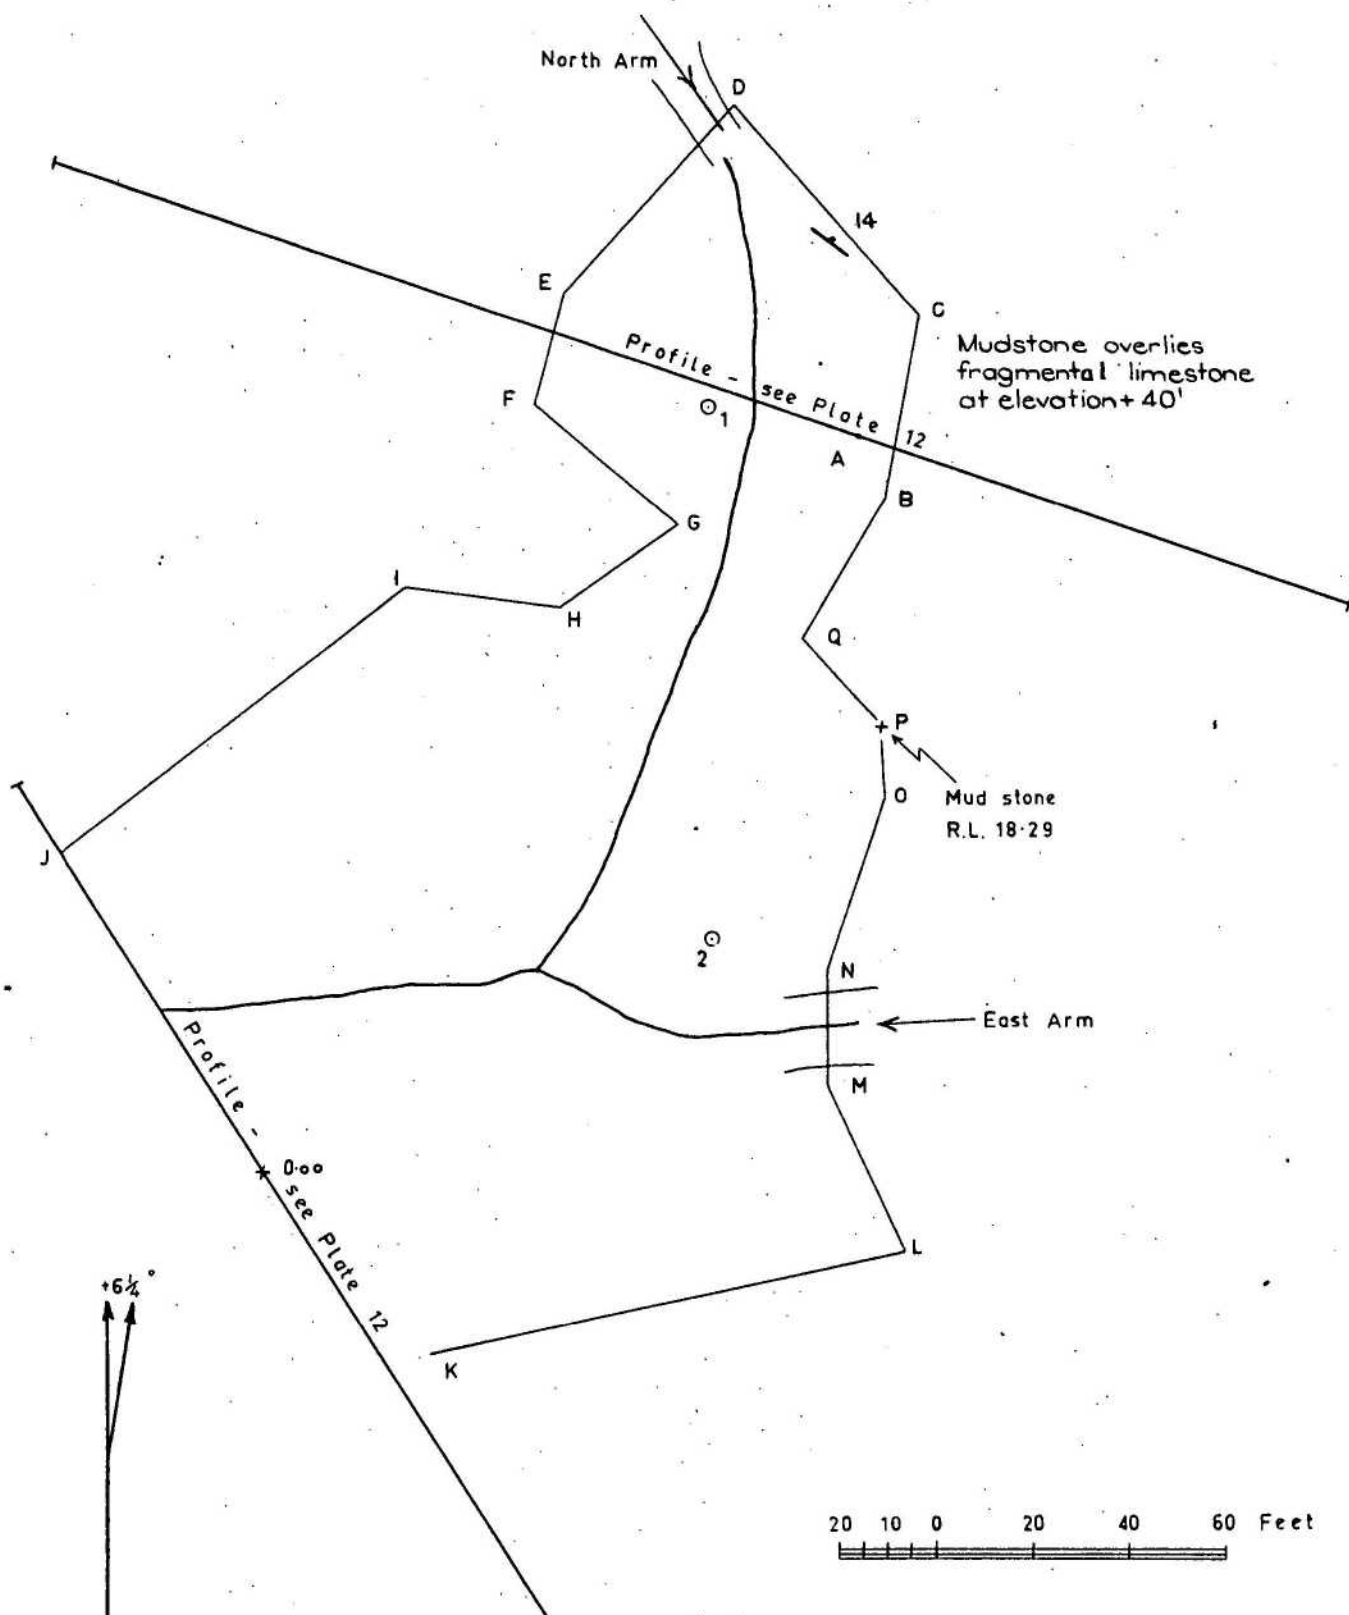 North Arm
D
14
E
C
Mudstone overlies
fragmental limestone
at elevation + 40'
Profile - see Plate 12
F
1
A
B
G
I
H
Q
P
O
Mud stone
R.L. 18·29
J
2
N
East Arm
M
Profile - see Plate 12
0·00
L
+6¼°
K
20 10 0 20 40 60 Feet